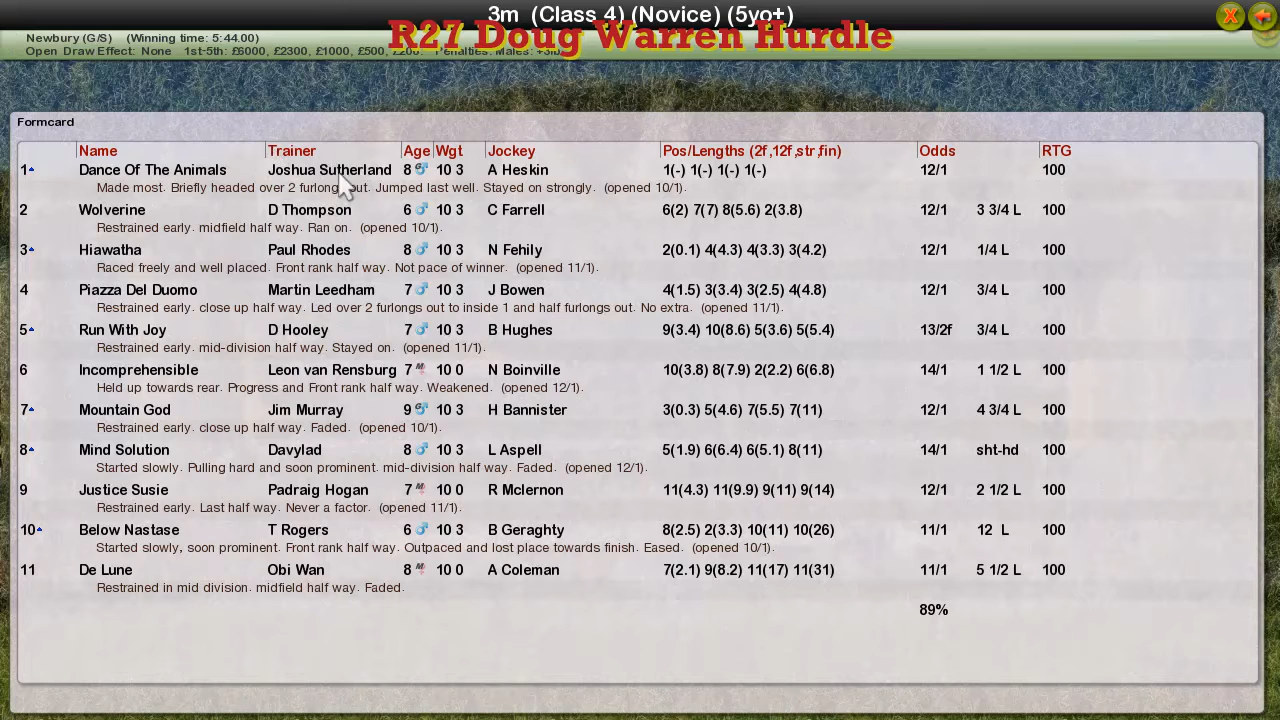 3m (Class 4) (Novice) (5yo+)
R27 Doug Warren Hurdle
Newbury (G/S) (Winning time: 5:44.00)
Open Draw Effect: None 1st-5th: £6000, £2300, £1000, £500, £200. Penalties: Males: +3lb
Formcard
Name Trainer Age Wgt Jockey Pos/Lengths (2f,12f,str,fin) Odds RTG
1 Dance Of The Animals Joshua Sutherland 8 10 3 A Heskin 1(-) 1(-) 1(-) 1(-) 12/1 100
Made most. Briefly headed over 2 furlongs out. Jumped last well. Stayed on strongly. (opened 10/1).
2 Wolverine D Thompson 6 10 3 C Farrell 6(2) 7(7) 8(5.6) 2(3.8) 12/1 3 3/4 L 100
Restrained early. midfield half way. Ran on. (opened 10/1).
3 Hiawatha Paul Rhodes 8 10 3 N Fehily 2(0.1) 4(4.3) 4(3.3) 3(4.2) 12/1 1/4 L 100
Raced freely and well placed. Front rank half way. Not pace of winner. (opened 11/1).
4 Piazza Del Duomo Martin Leedham 7 10 3 J Bowen 4(1.5) 3(3.4) 3(2.5) 4(4.8) 12/1 3/4 L 100
Restrained early. close up half way. Led over 2 furlongs out to inside 1 and half furlongs out. No extra. (opened 11/1).
5 Run With Joy D Hooley 7 10 3 B Hughes 9(3.4) 10(8.6) 5(3.6) 5(5.4) 13/2f 3/4 L 100
Restrained early. mid-division half way. Stayed on. (opened 11/1).
6 Incomprehensible Leon van Rensburg 7 10 0 N Boinville 10(3.8) 8(7.9) 2(2.2) 6(6.8) 14/1 1 1/2 L 100
Held up towards rear. Progress and Front rank half way. Weakened. (opened 12/1).
7 Mountain God Jim Murray 9 10 3 H Bannister 3(0.3) 5(4.6) 7(5.5) 7(11) 12/1 4 3/4 L 100
Restrained early. close up half way. Faded. (opened 10/1).
8 Mind Solution Davylad 8 10 3 L Aspell 5(1.9) 6(6.4) 6(5.1) 8(11) 14/1 sht-hd 100
Started slowly. Pulling hard and soon prominent. mid-division half way. Faded. (opened 12/1).
9 Justice Susie Padraig Hogan 7 10 0 R Mclernon 11(4.3) 11(9.9) 9(11) 9(14) 12/1 2 1/2 L 100
Restrained early. Last half way. Never a factor. (opened 11/1).
10 Below Nastase T Rogers 6 10 3 B Geraghty 8(2.5) 2(3.3) 10(11) 10(26) 11/1 12 L 100
Started slowly, soon prominent. Front rank half way. Outpaced and lost place towards finish. Eased. (opened 10/1).
11 De Lune Obi Wan 8 10 0 A Coleman 7(2.1) 9(8.2) 11(17) 11(31) 11/1 5 1/2 L 100
Restrained in mid division. midfield half way. Faded.
89%